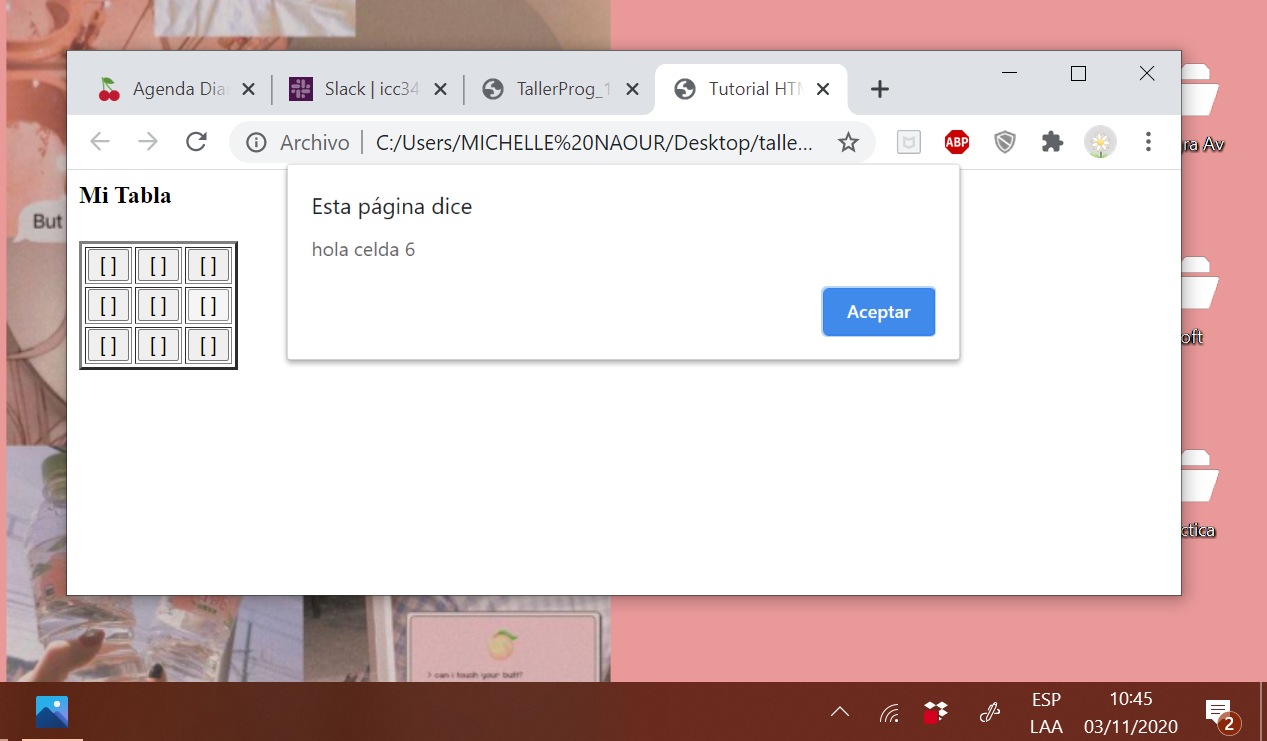 Agenda Dia
Slack | icc34
TallerProg_1
Tutorial HTM
Archivo
C:/Users/MICHELLE%20NAOUR/Desktop/talle...
ABP
ra Av
Mi Tabla
Esta página dice
hola celda 6
Aceptar
But
[ ] [ ] [ ]
[ ] [ ] [ ]
[ ] [ ] [ ]
oft
ctica
> can i touch your butt?
ESP
LAA
10:45
03/11/2020
2